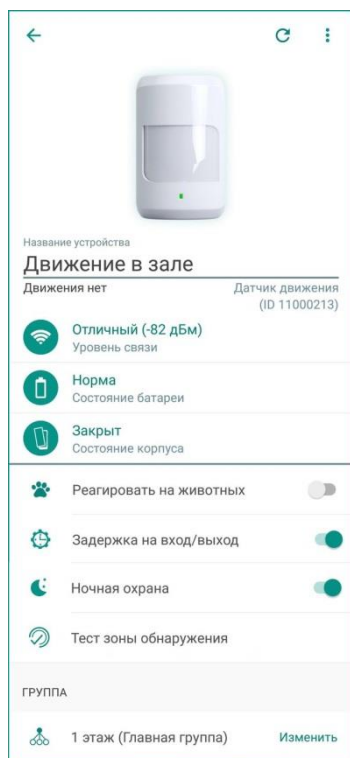 Название устройства
Движение в зале
Движения нет
Датчик движения
(ID 11000213)
Отличный (-82 дБм)
Уровень связи
Норма
Состояние батареи
Закрыт
Состояние корпуса
Реагировать на животных
Задержка на вход/выход
Ночная охрана
Тест зоны обнаружения
ГРУППА
1 этаж (Главная группа) Изменить